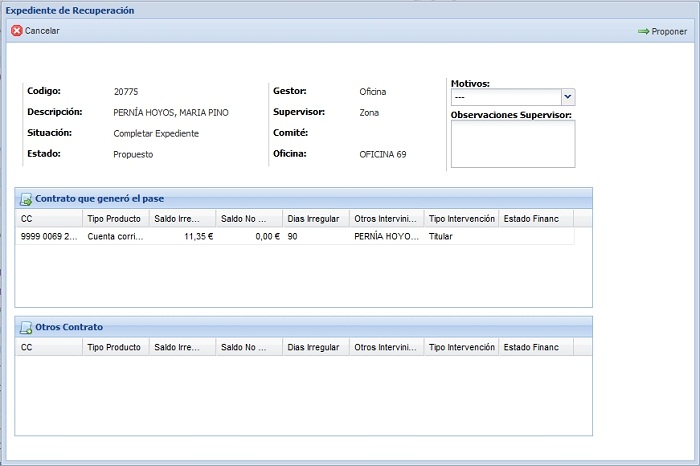 Expediente de Recuperación
Cancelar
Proponer
Codigo: 20775
Descripción: PERNÍA HOYOS, MARIA PINO
Situación: Completar Expediente
Estado: Propuesto
Gestor: Oficina
Supervisor: Zona
Comité:
Oficina: OFICINA 69
Motivos:
---
Observaciones Supervisor:
Contrato que generó el pase
CC Tipo Producto Saldo Irre... Saldo No ... Dias Irregular Otros Intervini... Tipo Intervención Estado Financ
9999 0069 2... Cuenta corri... 11,35 € 0,00 € 90 PERNÍA HOYO... Titular
Otros Contrato
CC Tipo Producto Saldo Irre... Saldo No ... Dias Irregular Otros Intervini... Tipo Intervención Estado Financ